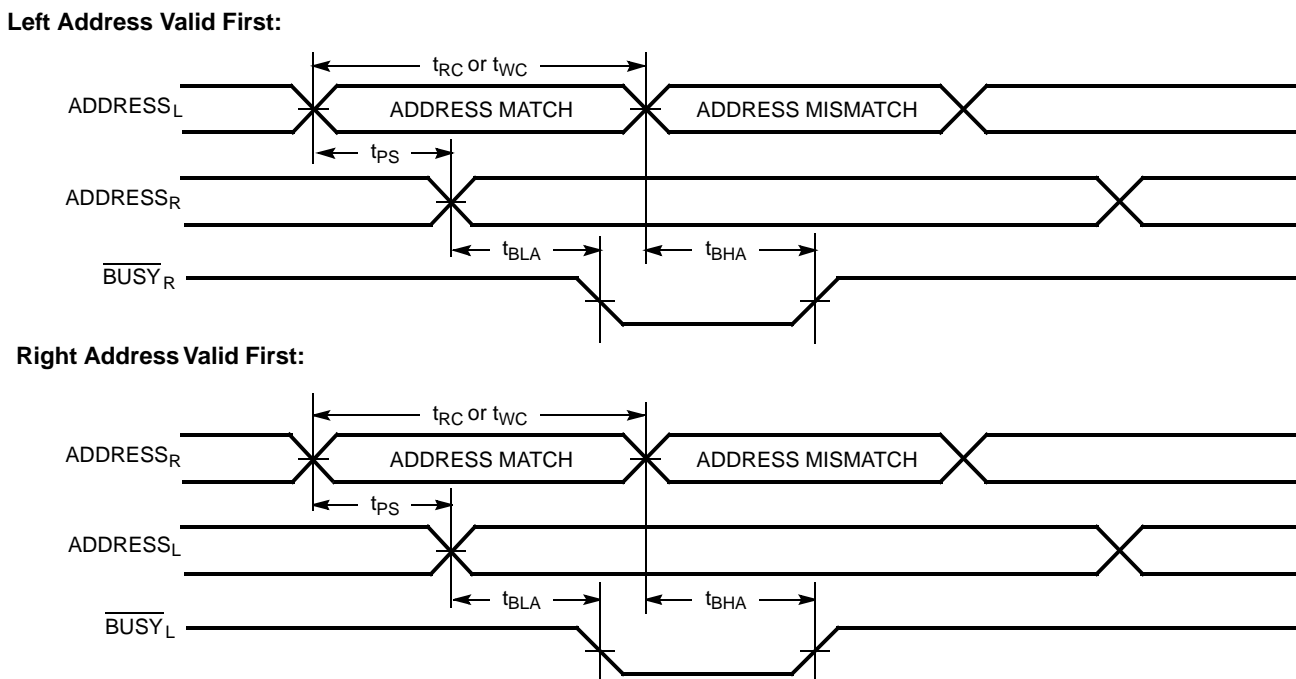 Left Address Valid First:
tRC or tWC
ADDRESSL
ADDRESS MATCH
ADDRESS MISMATCH
tPS
ADDRESSR
tBLA
tBHA
BUSYR
Right Address Valid First:
tRC or tWC
ADDRESSR
ADDRESS MATCH
ADDRESS MISMATCH
tPS
ADDRESSL
tBLA
tBHA
BUSYL